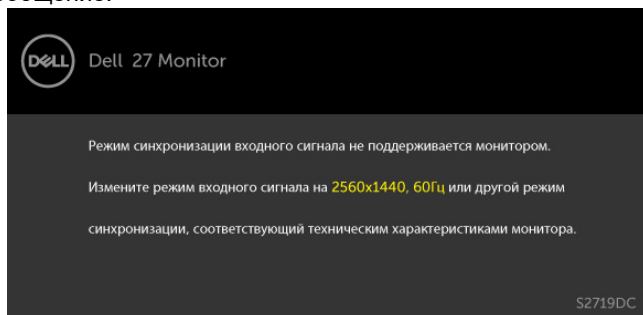 DELL
Dell 27 Monitor
Режим синхронизации входного сигнала не поддерживается монитором.
Измените режим входного сигнала на 2560x1440, 60Гц или другой режим
синхронизации, соответствующий техническим характеристиками монитора.
S2719DC